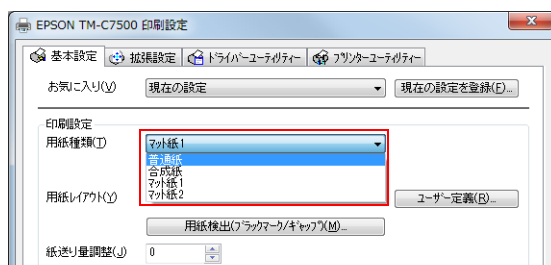 EPSON TM-C7500 印刷設定
基本設定 拡張設定 ドライバーユーティリティー プリンターユーティリティー
お気に入り(V) 現在の設定 現在の設定を登録(F)...
印刷設定
用紙種類(T) マット紙1
普通紙
合成紙
マット紙1
マット紙2
用紙レイアウト(Y) ユーザー定義(R)...
用紙検出(ブラックマーク/ギャップ)(M)...
紙送り量調整(J) 0